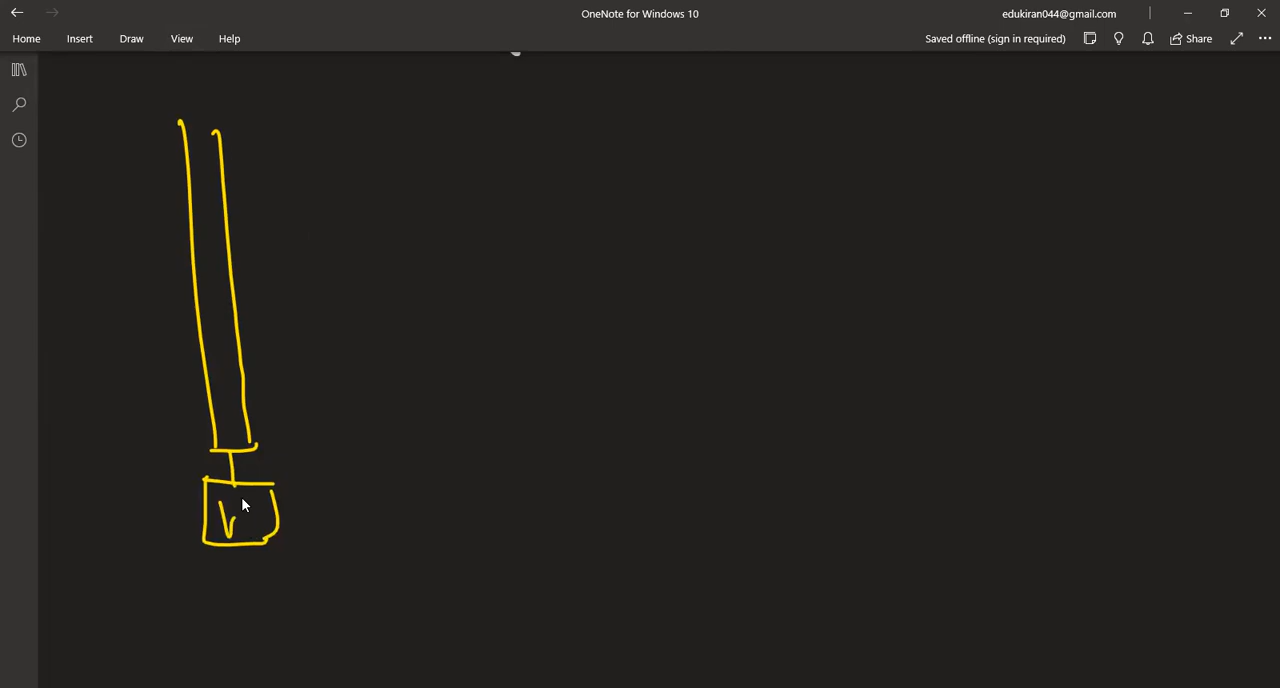 OneNote for Windows 10
edukiran044@gmail.com
Home Insert Draw View Help
Saved offline (sign in required)
Share
V